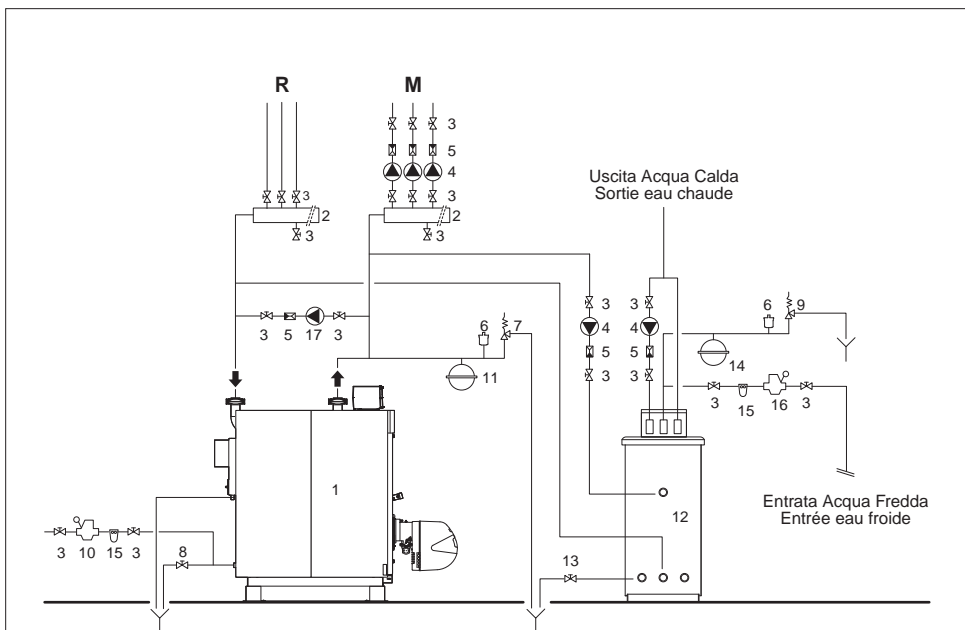 R M
3
5
4
3 3
2 2
3 3
Uscita Acqua Calda
Sortie eau chaude
3 3 6 9
4 4
3 5 17 3 6 7
5 5 14
11
3 3
3 15 16 3
1
12
Entrata Acqua Fredda
Entrée eau froide
3 10 15 3
8 13